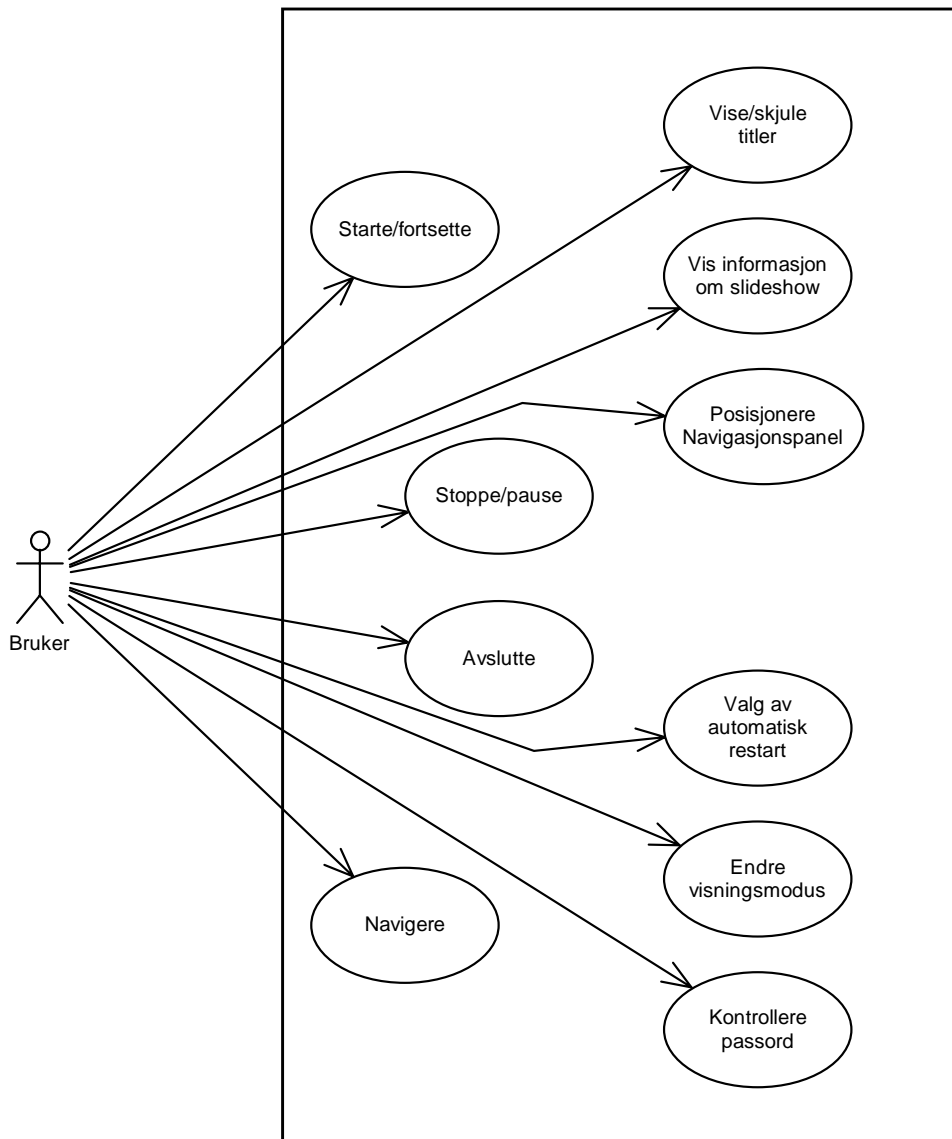 Vise/skjule
titler
Starte/fortsette
Vis informasjon
om slideshow
Posisjonere
Navigasjonspanel
Stoppe/pause
Bruker
Avslutte
Valg av
automatisk
restart
Endre
visningsmodus
Navigere
Kontrollere
passord